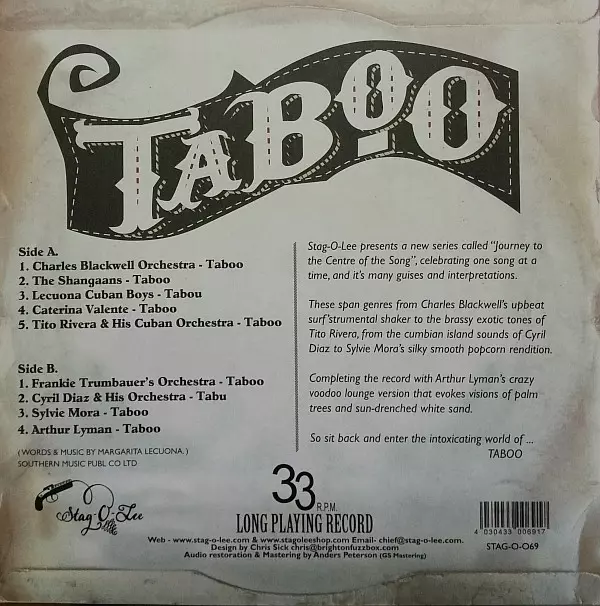 TABOO
Side A.
1. Charles Blackwell Orchestra - Taboo
2. The Shangaans - Taboo
3. Lecuona Cuban Boys - Tabou
4. Caterina Valente - Taboo
5. Tito Rivera & His Cuban Orchestra - Taboo
Side B.
1. Frankie Trumbauer's Orchestra - Taboo
2. Cyril Diaz & His Orchestra - Tabu
3. Sylvie Mora - Taboo
4. Arthur Lyman - Taboo
(WORDS & MUSIC BY MARGARITA LECUONA.)
SOUTHERN MUSIC PUBL CO LTD
Stag-O-Lee presents a new series called "Journey to
the Centre of the Song", celebrating one song at a
time, and it's many guises and interpretations.
These span genres from Charles Blackwell's upbeat
surf'strumental shaker to the brassy exotic tones of
Tito Rivera, from the cumbian island sounds of Cyril
Diaz to Sylvie Mora's silky smooth popcorn rendition.
Completing the record with Arthur Lyman's crazy
voodoo lounge version that evokes visions of palm
trees and sun-drenched white sand.
So sit back and enter the intoxicating world of ...
TABOO
33 R.P.M.
LONG PLAYING RECORD
Stag-O-Lee
Web - www.stag-o-lee.com & www.stagoleeshop.com Email- chief@stag-o-lee.com.
Design by Chris Sick chris@brightonfuzzbox.com
Audio restoration & Mastering by Anders Peterson (GS Mastering)
4 030433 006917
STAG-O-O69